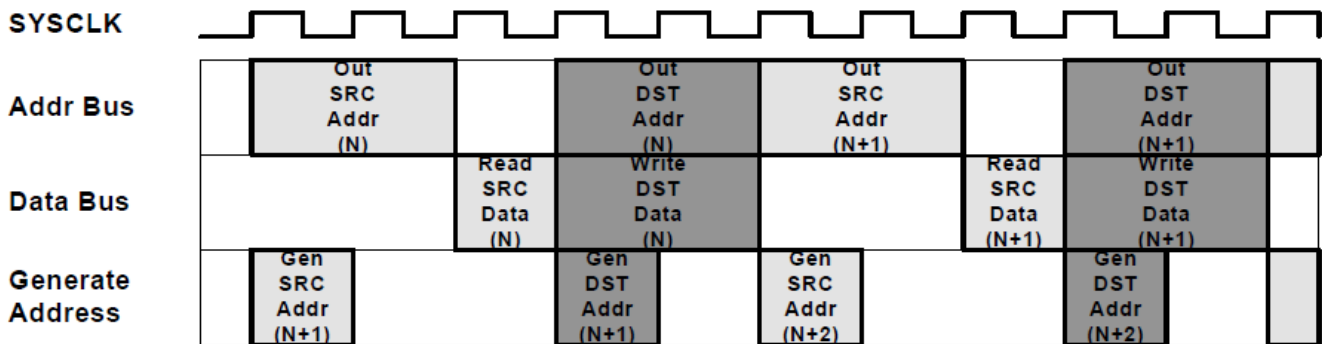 SYSCLK
Addr Bus
Out
SRC
Addr
(N)
Out
DST
Addr
(N)
Out
SRC
Addr
(N+1)
Out
DST
Addr
(N+1)
Data Bus
Read
SRC
Data
(N)
Write
DST
Data
(N)
Read
SRC
Data
(N+1)
Write
DST
Data
(N+1)
Generate
Address
Gen
SRC
Addr
(N+1)
Gen
DST
Addr
(N+1)
Gen
SRC
Addr
(N+2)
Gen
DST
Addr
(N+2)